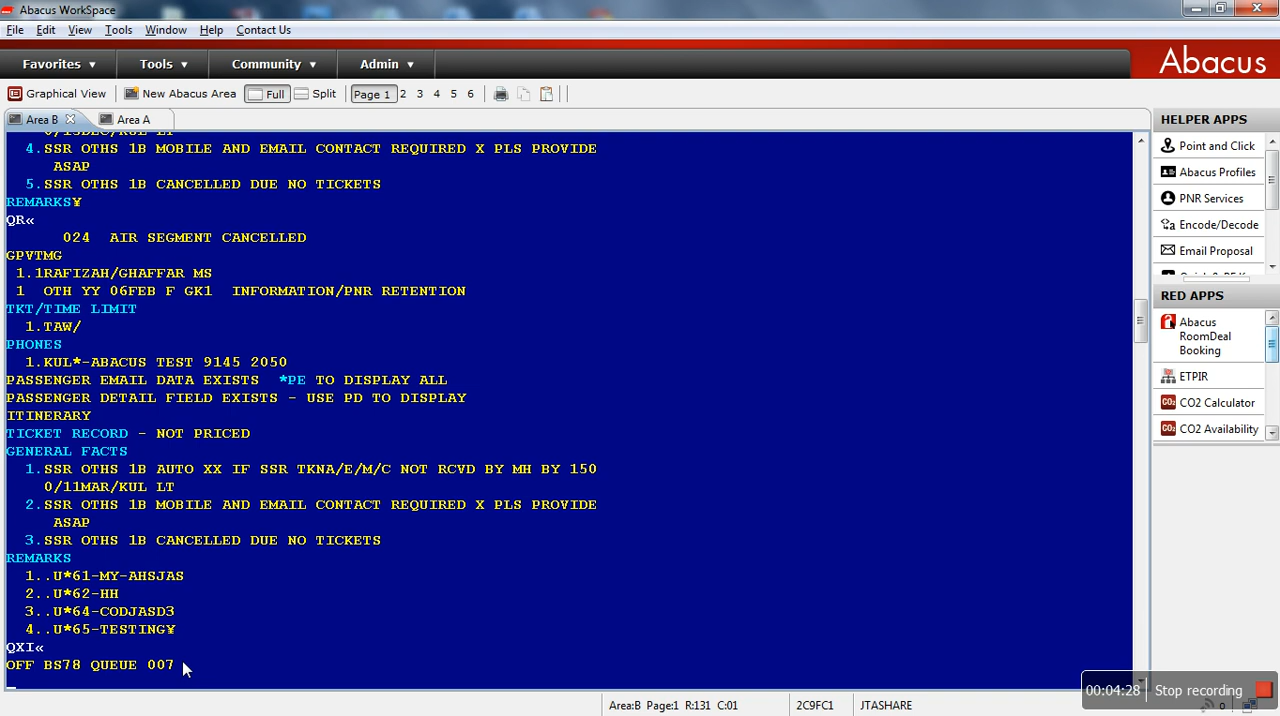 Abacus WorkSpace
File Edit View Tools Window Help Contact Us
Favorites Tools Community Admin
Abacus
Graphical View New Abacus Area Full Split Page 1 2 3 4 5 6
Area B Area A
HELPER APPS
4.SSR OTHS 1B MOBILE AND EMAIL CONTACT REQUIRED X PLS PROVIDE
ASAP
5.SSR OTHS 1B CANCELLED DUE NO TICKETS
REMARKS¥
QR«
024 AIR SEGMENT CANCELLED
GPVTMG
1.1RAFIZAH/GHAFFAR MS
1 OTH YY 06FEB F GK1 INFORMATION/PNR RETENTION
TKT/TIME LIMIT
1.TAW/
PHONES
1.KUL*-ABACUS TEST 9145 2050
PASSENGER EMAIL DATA EXISTS *PE TO DISPLAY ALL
PASSENGER DETAIL FIELD EXISTS - USE PD TO DISPLAY
ITINERARY
TICKET RECORD - NOT PRICED
GENERAL FACTS
1.SSR OTHS 1B AUTO XX IF SSR TKNA/E/M/C NOT RCVD BY MH BY 150
0/11MAR/KUL LT
2.SSR OTHS 1B MOBILE AND EMAIL CONTACT REQUIRED X PLS PROVIDE
ASAP
3.SSR OTHS 1B CANCELLED DUE NO TICKETS
REMARKS
1..U*61-MY-AHSJAS
2..U*62-HH
3..U*64-CODJASD3
4..U*65-TESTING¥
QXI«
OFF BS78 QUEUE 007
Point and Click
Abacus Profiles
PNR Services
Encode/Decode
Email Proposal
RED APPS
Abacus
RoomDeal
Booking
ETPIR
CO2 Calculator
CO2 Availability
00:04:28 Stop recording
Area:B Page:1 R:131 C:01 2C9FC1 JTASHARE 0